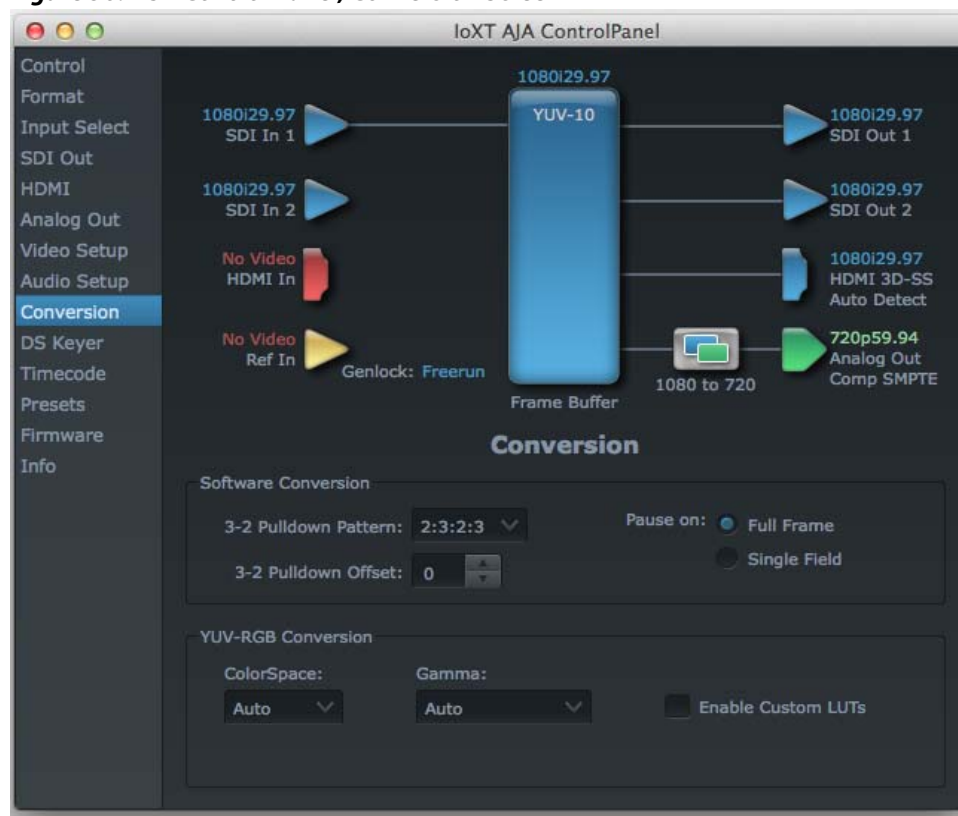 IoXT AJA ControlPanel
Control
Format
Input Select
SDI Out
HDMI
Analog Out
Video Setup
Audio Setup
Conversion
DS Keyer
Timecode
Presets
Firmware
Info
1080i29.97
YUV-10
Frame Buffer
1080i29.97
SDI In 1
1080i29.97
SDI In 2
No Video
HDMI In
No Video
Ref In
Genlock: Freerun
1080i29.97
SDI Out 1
1080i29.97
SDI Out 2
1080i29.97
HDMI 3D-SS
Auto Detect
1080 to 720
720p59.94
Analog Out
Comp SMPTE
Conversion
Software Conversion
3-2 Pulldown Pattern: 2:3:2:3
Pause on: Full Frame
Single Field
3-2 Pulldown Offset: 0
YUV-RGB Conversion
ColorSpace: Gamma:
Auto Auto Enable Custom LUTs